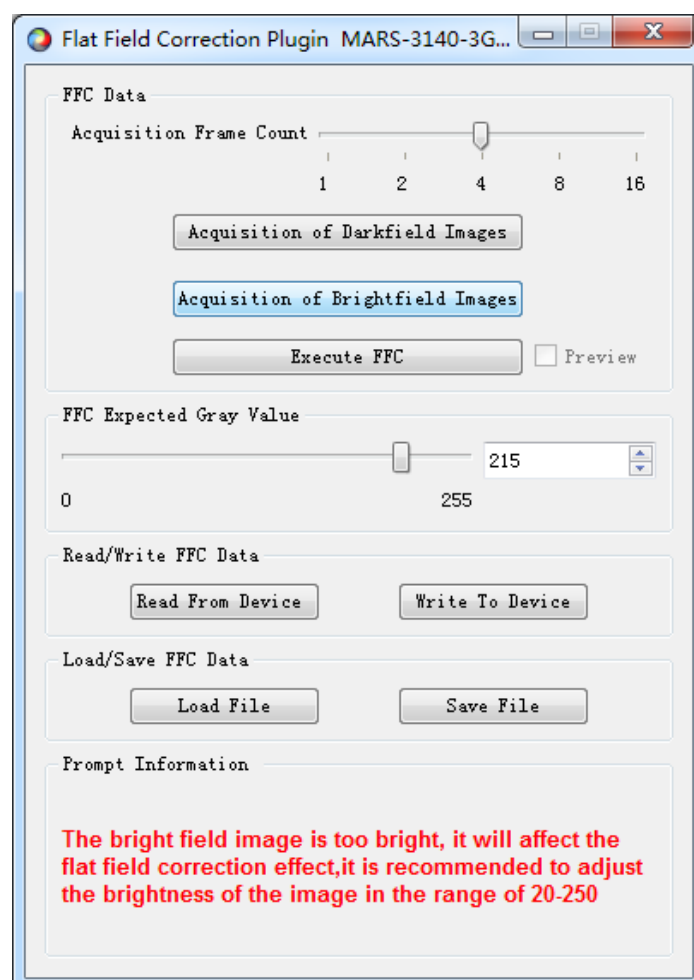 Flat Field Correction Plugin MARS-3140-3G...
FFC Data
Acquisition Frame Count
1 2 4 8 16
Acquisition of Darkfield Images
Acquisition of Brightfield Images
Execute FFC Preview
FFC Expected Gray Value
215
0 255
Read/Write FFC Data
Read From Device Write To Device
Load/Save FFC Data
Load File Save File
Prompt Information
The bright field image is too bright, it will affect the
flat field correction effect,it is recommended to adjust
the brightness of the image in the range of 20-250